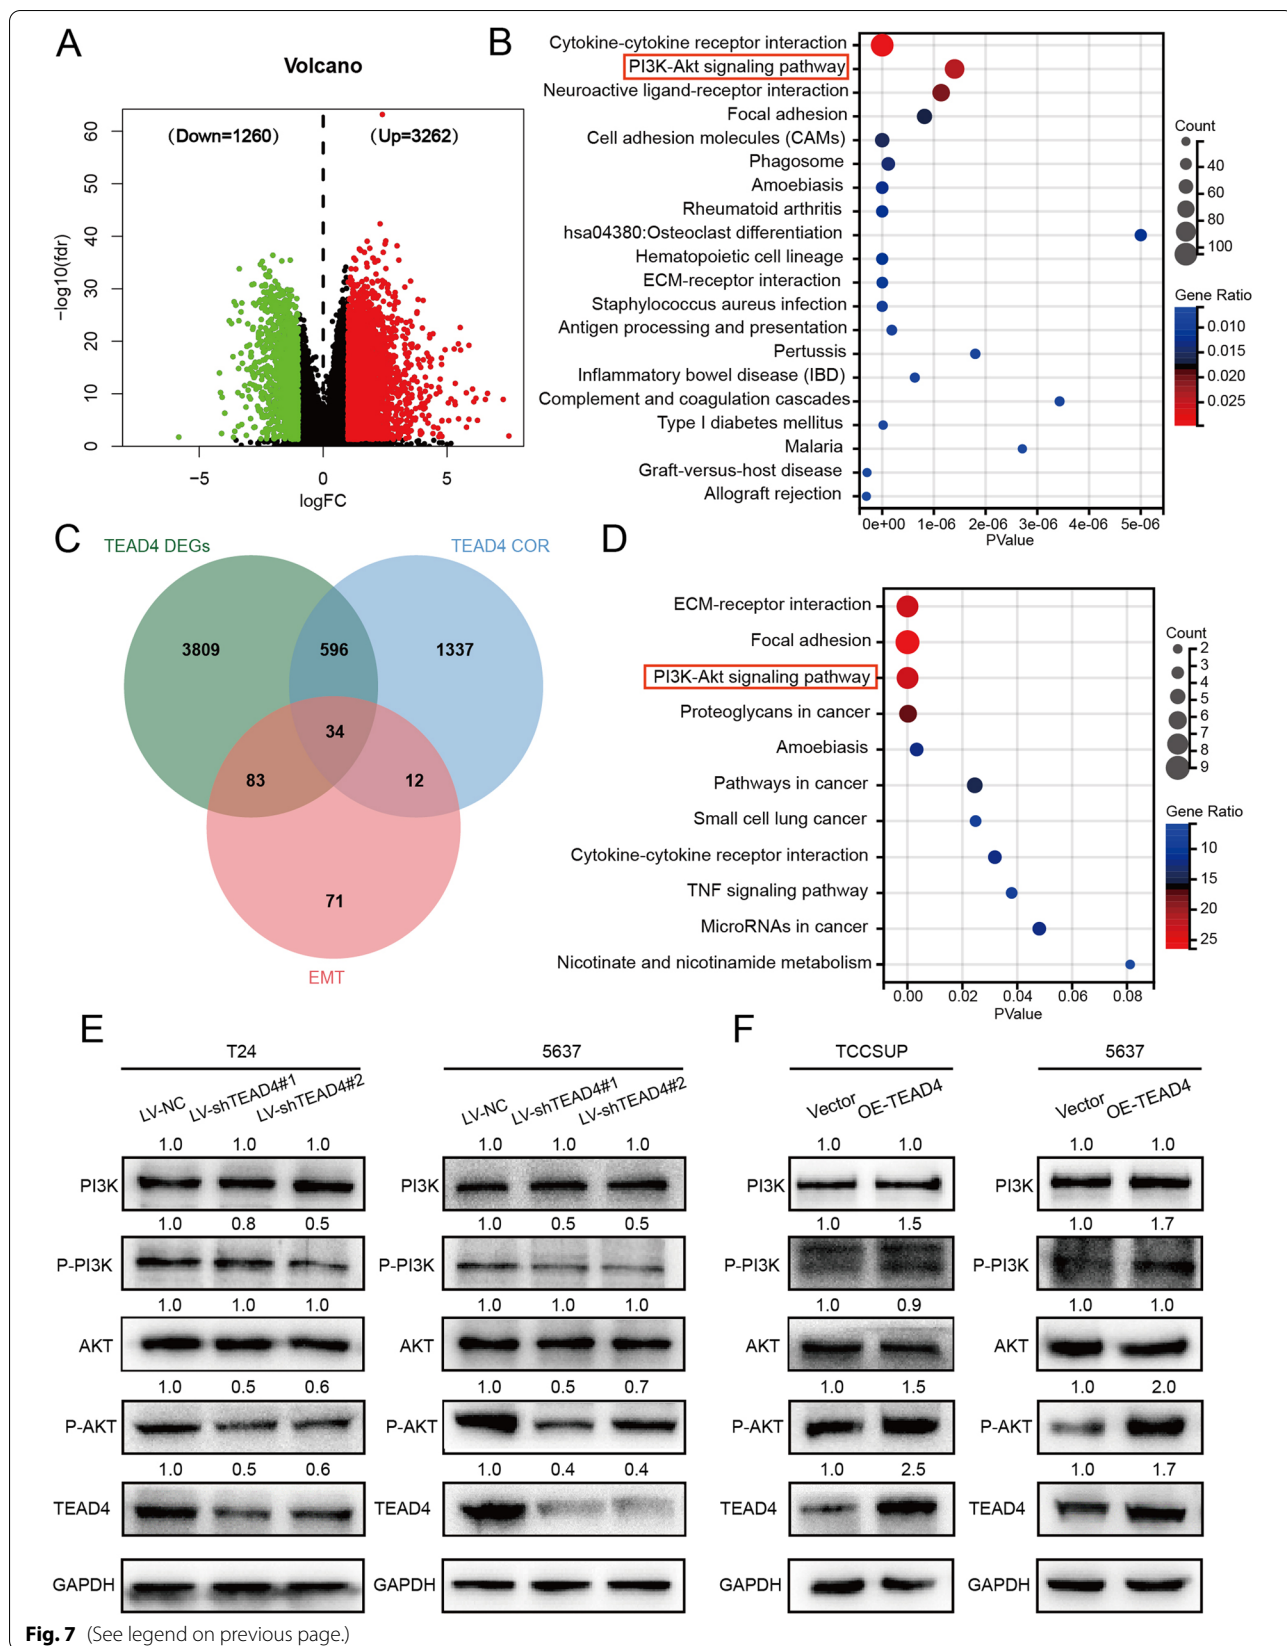 A
Volcano
(Down=1260)
(Up=3262)
−log10(fdr)
60
50
40
30
20
10
0
−5
0
5
logFC
B
Cytokine-cytokine receptor interaction
PI3K-Akt signaling pathway
Neuroactive ligand-receptor interaction
Focal adhesion
Cell adhesion molecules (CAMs)
Phagosome
Amoebiasis
Rheumatoid arthritis
hsa04380:Osteoclast differentiation
Hematopoietic cell lineage
ECM-receptor interaction
Staphylococcus aureus infection
Antigen processing and presentation
Pertussis
Inflammatory bowel disease (IBD)
Complement and coagulation cascades
Type I diabetes mellitus
Malaria
Graft-versus-host disease
Allograft rejection
0e+00 1e-06 2e-06 3e-06 4e-06 5e-06
PValue
Count
40
60
80
100
Gene Ratio
0.010
0.015
0.020
0.025
C
TEAD4 DEGs
TEAD4 COR
3809
596
1337
34
83
12
71
EMT
D
ECM-receptor interaction
Focal adhesion
PI3K-Akt signaling pathway
Proteoglycans in cancer
Amoebiasis
Pathways in cancer
Small cell lung cancer
Cytokine-cytokine receptor interaction
TNF signaling pathway
MicroRNAs in cancer
Nicotinate and nicotinamide metabolism
0.00 0.02 0.04 0.06 0.08
PValue
Count
2
3
4
5
6
7
8
9
Gene Ratio
10
15
20
25
E
T24
LV-NC LV-shTEAD4#1 LV-shTEAD4#2
1.0 1.0 1.0
PI3K
1.0 0.8 0.5
P-PI3K
1.0 1.0 1.0
AKT
1.0 0.5 0.6
P-AKT
1.0 0.5 0.6
TEAD4
GAPDH
5637
LV-NC LV-shTEAD4#1 LV-shTEAD4#2
1.0 1.0 1.0
PI3K
1.0 0.5 0.5
P-PI3K
1.0 1.0 1.0
AKT
1.0 0.5 0.7
P-AKT
1.0 0.4 0.4
TEAD4
GAPDH
F
TCCSUP
Vector OE-TEAD4
1.0 1.0
PI3K
1.0 1.5
P-PI3K
1.0 0.9
AKT
1.0 1.5
P-AKT
1.0 2.5
TEAD4
GAPDH
5637
Vector OE-TEAD4
1.0 1.0
PI3K
1.0 1.7
P-PI3K
1.0 1.0
AKT
1.0 2.0
P-AKT
1.0 1.7
TEAD4
GAPDH
Fig. 7 (See legend on previous page.)